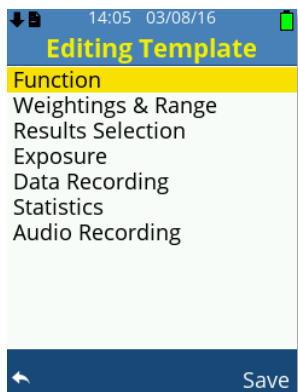 14:05 03/08/16
Editing Template
Function
Weightings & Range
Results Selection
Exposure
Data Recording
Statistics
Audio Recording
Save